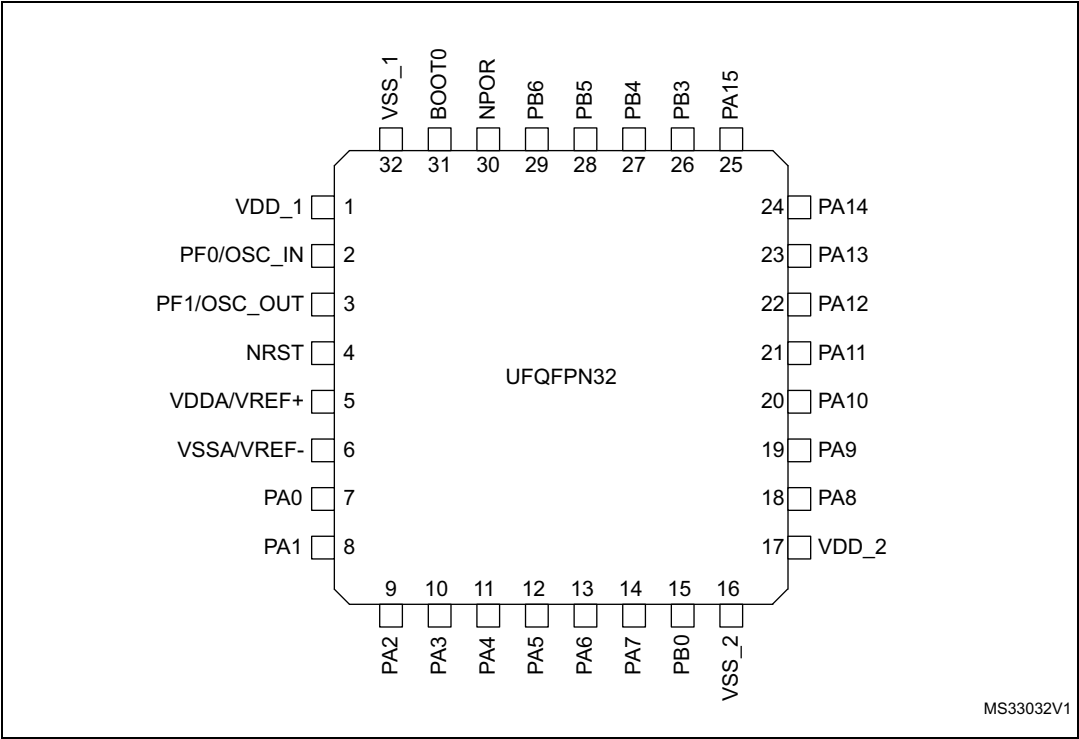 VSS_1
BOOT0
NPOR
PB6
PB5
PB4
PB3
PA15
32 31 30 29 28 27 26 25
VDD_1 1
PF0/OSC_IN 2
PF1/OSC_OUT 3
NRST 4
VDDA/VREF+ 5
VSSA/VREF- 6
PA0 7
PA1 8
UFQFPN32
24 PA14
23 PA13
22 PA12
21 PA11
20 PA10
19 PA9
18 PA8
17 VDD_2
9 10 11 12 13 14 15 16
PA2
PA3
PA4
PA5
PA6
PA7
PB0
VSS_2
MS33032V1